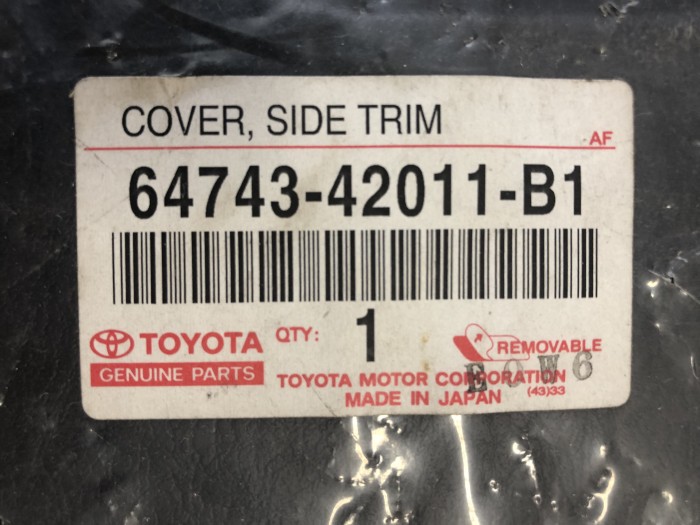 COVER, SIDE TRIM
AF
64743-42011-B1
TOYOTA QTY: 1 REMOVABLE
GENUINE PARTS
TOYOTA MOTOR CORPORATION
E0W6
MADE IN JAPAN (43)33